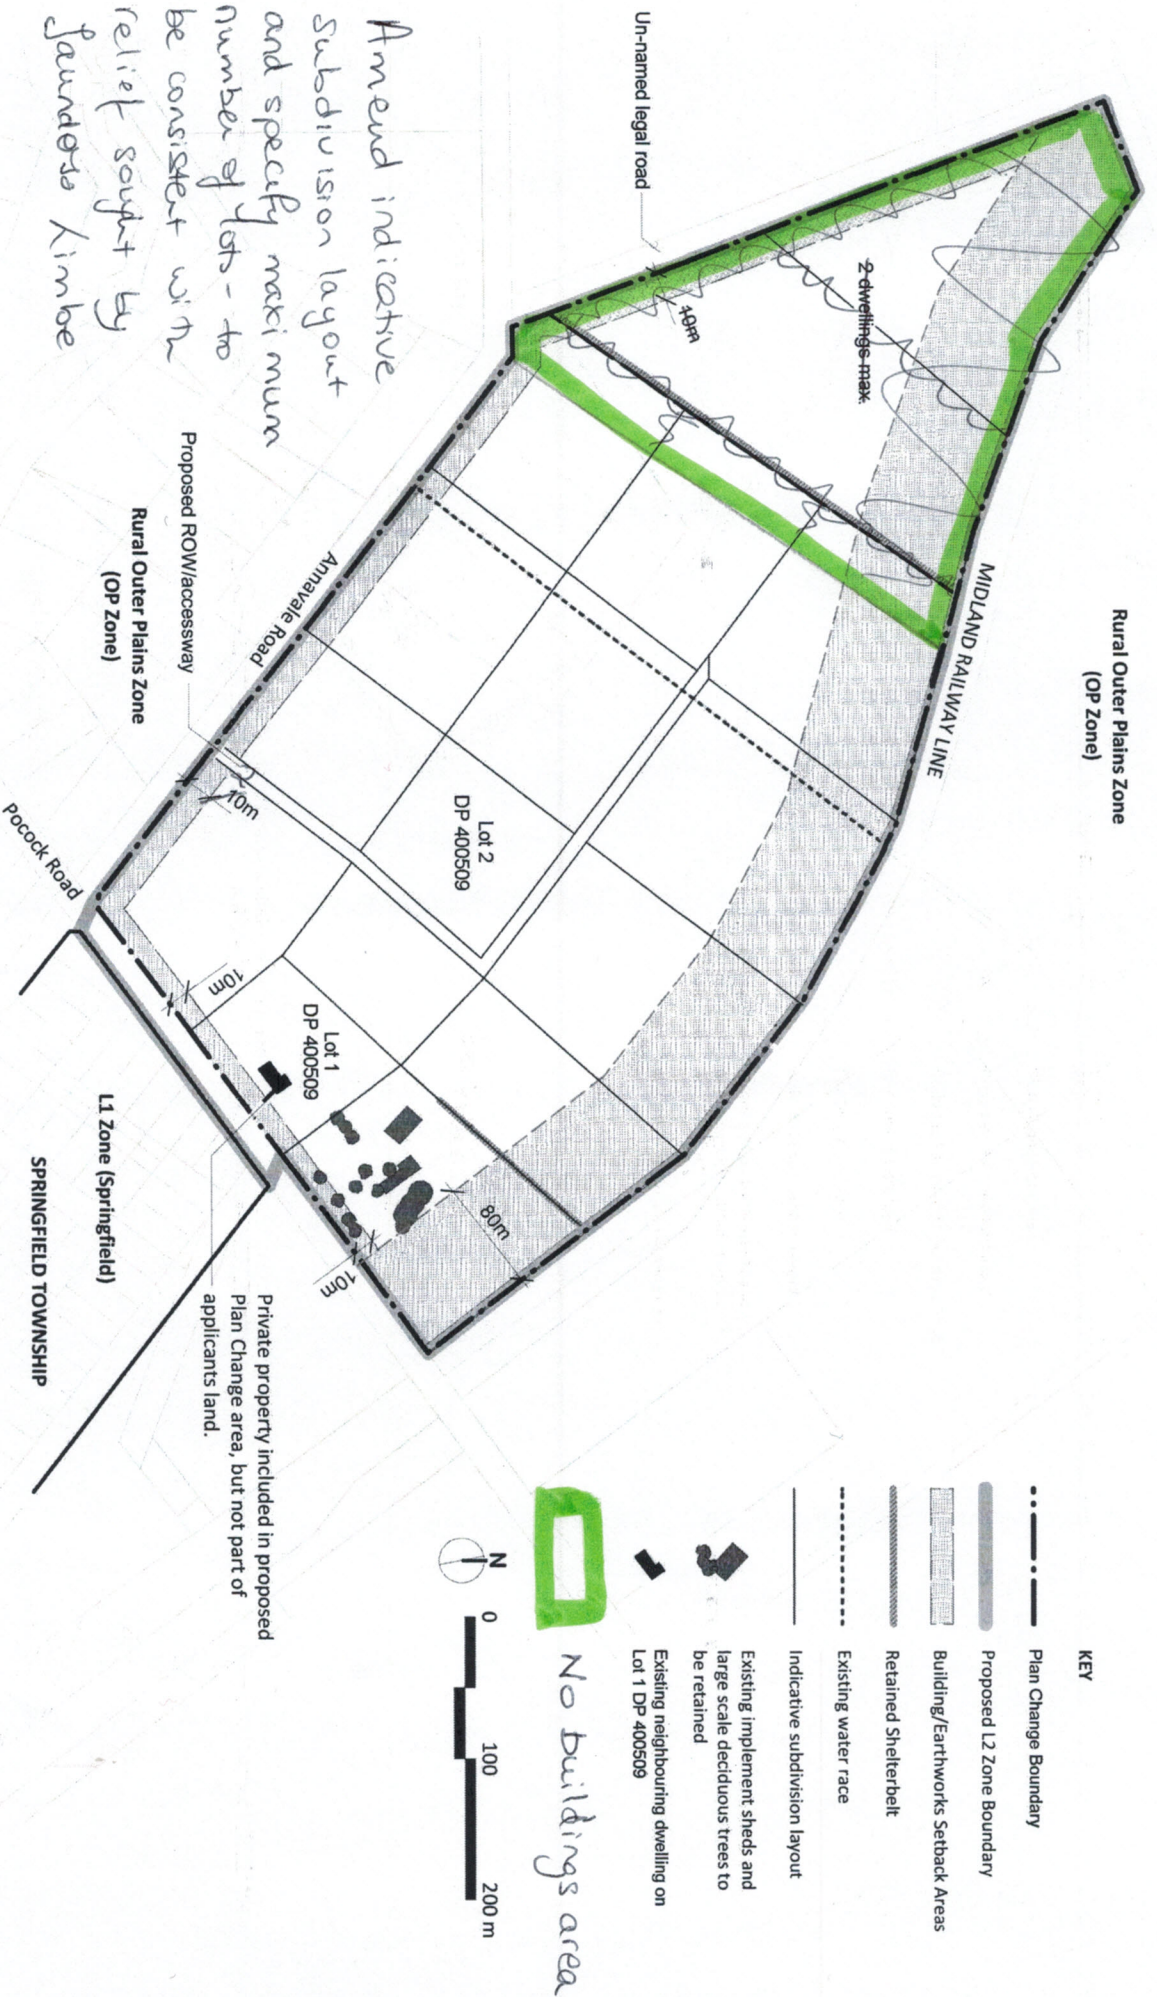 Rural Outer Plains Zone
(OP Zone)
MIDLAND RAILWAY LINE
Un-named legal road
2 dwellings max.
10m
Lot 2
DP 400509
Annavale Road
10m
Proposed ROW/accessway
Rural Outer Plains Zone
(OP Zone)
Pocock Road
10m
Lot 1
DP 400509
80m
10m
L1 Zone (Springfield)
SPRINGFIELD TOWNSHIP
Private property included in proposed
Plan Change area, but not part of
applicants land.
KEY
Plan Change Boundary
Proposed L2 Zone Boundary
Building/Earthworks Setback Areas
Retained Shelterbelt
Existing water race
Indicative subdivision layout
Existing implement sheds and
large scale deciduous trees to
be retained
Existing neighbouring dwelling on
Lot 1 DP 400509
No buildings area
N
0
100
200 m
Amend indicative
subdivision layout
and specify maximum
number of lots - to
be consistent with
relief sought by